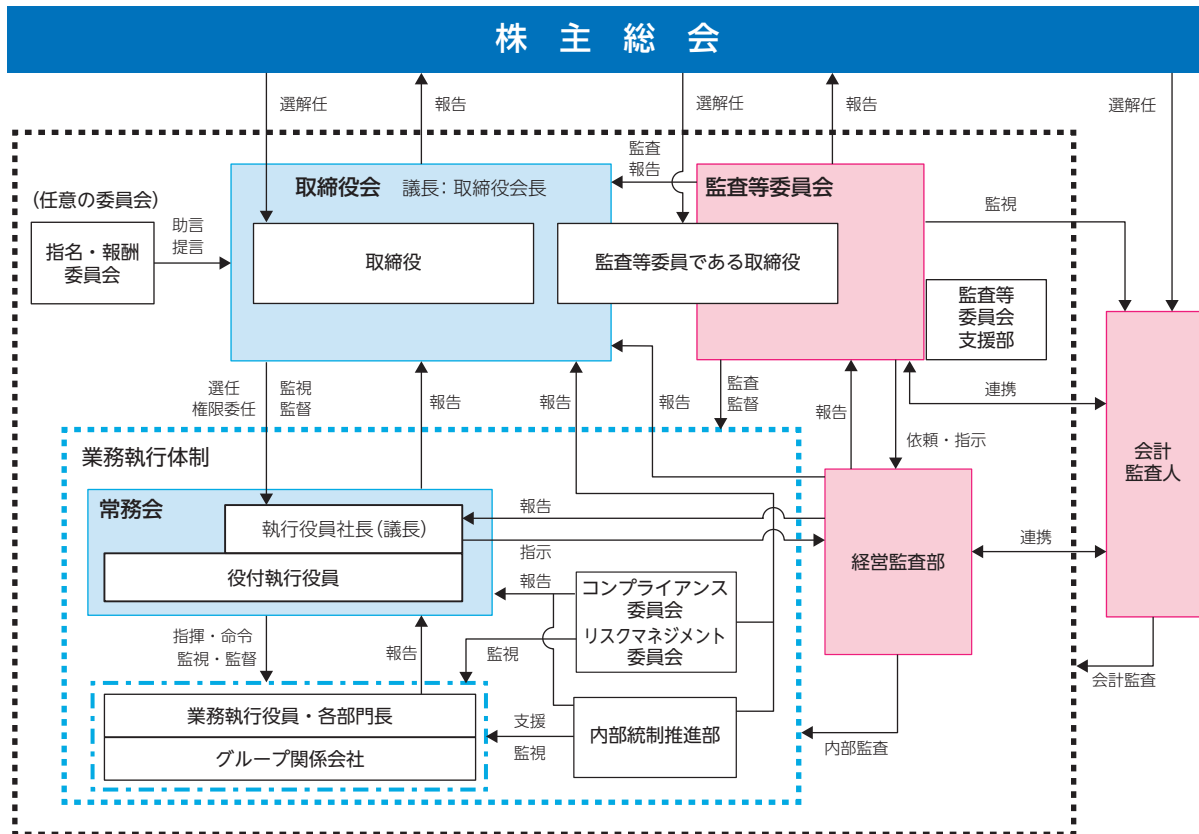 株主総会
選解任
報告
選解任
報告
選解任
監査
報告
取締役会 議長：取締役会長
監査等委員会
(任意の委員会)
指名・報酬
委員会
助言
提言
取締役
監査等委員である取締役
監視
監査等
委員会
支援部
選任
権限委任
監視
監督
報告
報告
報告
監査
監督
報告
依頼・指示
連携
会計
監査人
業務執行体制
常務会
執行役員社長(議長)
役付執行役員
報告
指示
経営監査部
連携
報告
コンプライアンス
委員会
リスクマネジメント
委員会
指揮・命令
監視・監督
報告
監視
会計監査
業務執行役員・各部門長
グループ関係会社
支援
監視
内部統制推進部
内部監査